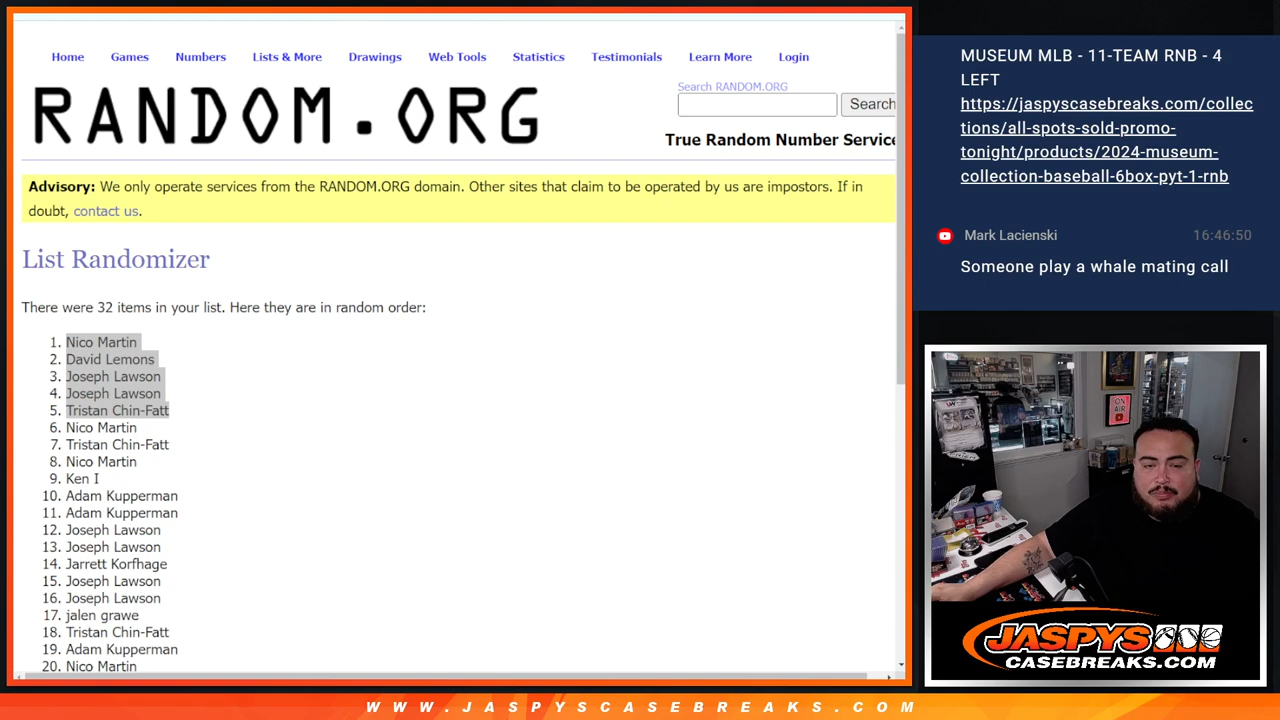 Home Games Numbers Lists & More Drawings Web Tools Statistics Testimonials Learn More Login
RANDOM.ORG
Search RANDOM.ORG
Search
True Random Number Service
Advisory: We only operate services from the RANDOM.ORG domain. Other sites that claim to be operated by us are impostors. If in
doubt, contact us.
List Randomizer
There were 32 items in your list. Here they are in random order:
1. Nico Martin
2. David Lemons
3. Joseph Lawson
4. Joseph Lawson
5. Tristan Chin-Fatt
6. Nico Martin
7. Tristan Chin-Fatt
8. Nico Martin
9. Ken I
10. Adam Kupperman
11. Adam Kupperman
12. Joseph Lawson
13. Joseph Lawson
14. Jarrett Korfhage
15. Joseph Lawson
16. Joseph Lawson
17. jalen grawe
18. Tristan Chin-Fatt
19. Adam Kupperman
20. Nico Martin
MUSEUM MLB - 11-TEAM RNB - 4
LEFT
https://jaspyscasebreaks.com/collec
tions/all-spots-sold-promo-
tonight/products/2024-museum-
collection-baseball-6box-pyt-1-rnb
Mark Lacienski 16:46:50
Someone play a whale mating call
ON
AIR
JASPYS
CASEBREAKS.COM
WWW.JASPYSCASEBREAKS.COM